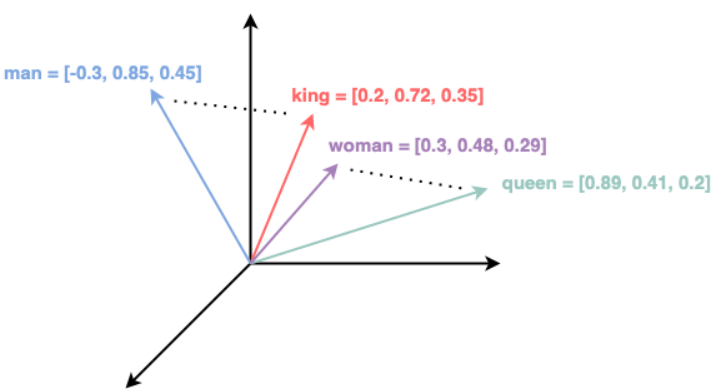 man = [-0.3, 0.85, 0.45]
king = [0.2, 0.72, 0.35]
woman = [0.3, 0.48, 0.29]
queen = [0.89, 0.41, 0.2]